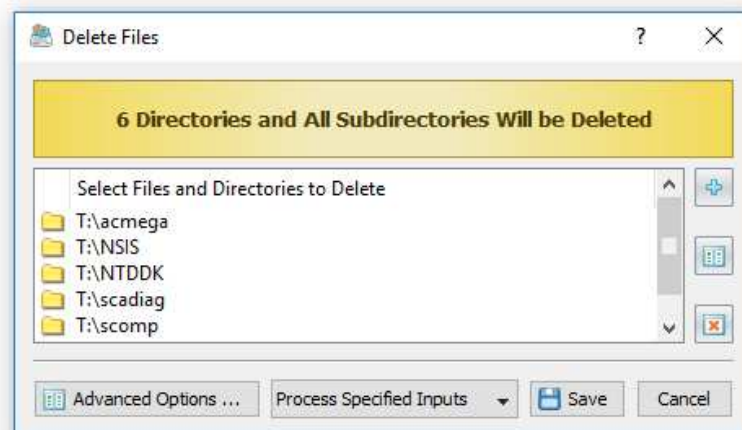 Delete Files
6 Directories and All Subdirectories Will be Deleted
Select Files and Directories to Delete
T:\acmega
T:\NSIS
T:\NTDDK
T:\scadiag
T:\scomp
Advanced Options ... Process Specified Inputs Save Cancel